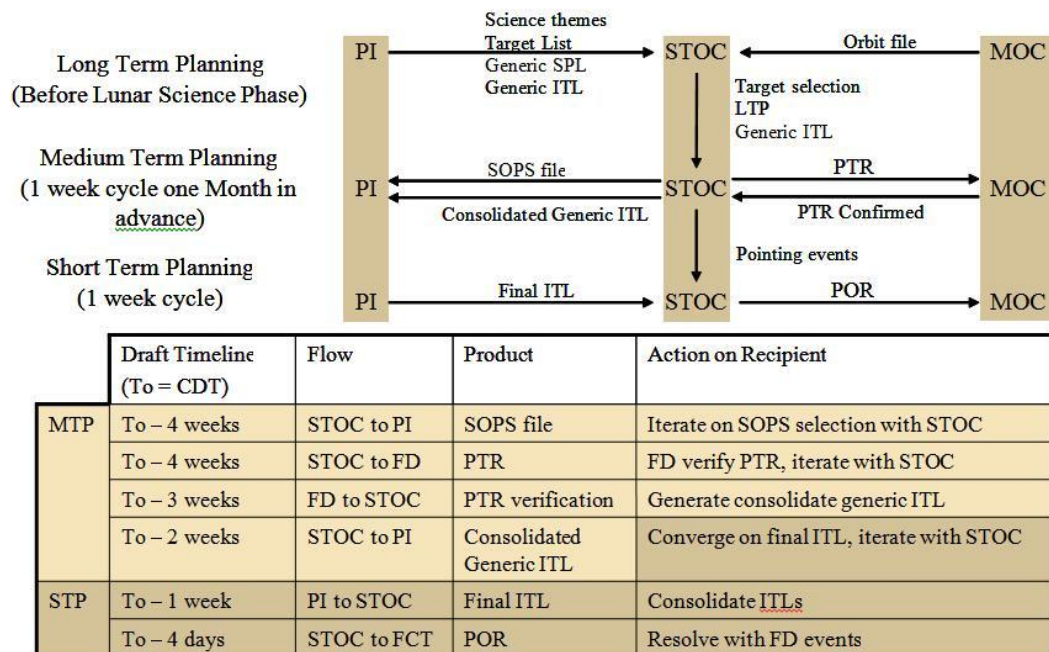 Science themes
Target List
Generic SPL
Generic ITL
PI
STOC
Orbit file
MOC
Long Term Planning
(Before Lunar Science Phase)
Target selection
LTP
Generic ITL
Medium Term Planning
(1 week cycle one Month in
advance)
SOPS file
PI
STOC
PTR
MOC
Consolidated Generic ITL
PTR Confirmed
Pointing events
Short Term Planning
(1 week cycle)
PI
Final ITL
STOC
POR
MOC
Draft Timeline
(To = CDT)
Flow
Product
Action on Recipient
MTP
To – 4 weeks
STOC to PI
SOPS file
Iterate on SOPS selection with STOC
To – 4 weeks
STOC to FD
PTR
FD verify PTR, iterate with STOC
To – 3 weeks
FD to STOC
PTR verification
Generate consolidate generic ITL
To – 2 weeks
STOC to PI
Consolidated
Generic ITL
Converge on final ITL, iterate with STOC
STP
To – 1 week
PI to STOC
Final ITL
Consolidate ITLs
To – 4 days
STOC to FCT
POR
Resolve with FD events